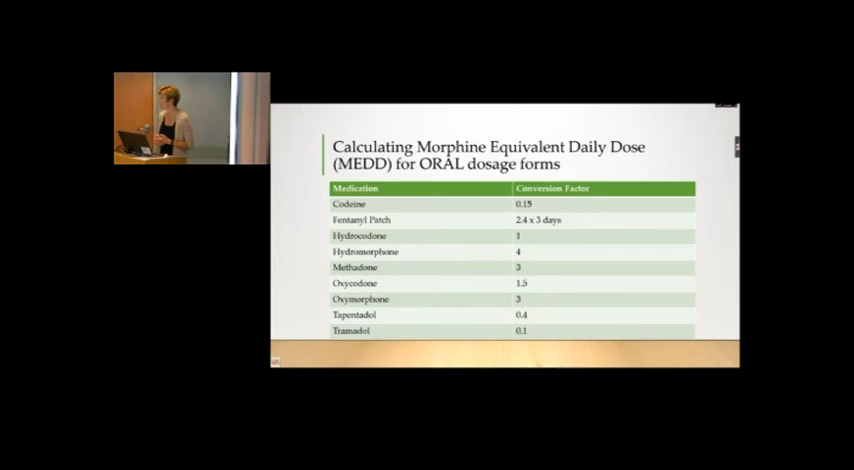 Calculating Morphine Equivalent Daily Dose
(MEDD) for ORAL dosage forms
Medication Conversion Factor
Codeine 0.15
Fentanyl Patch 2.4 x 3 days
Hydrocodone 1
Hydromorphone 4
Methadone 3
Oxycodone 1.5
Oxymorphone 3
Tapentadol 0.4
Tramadol 0.1